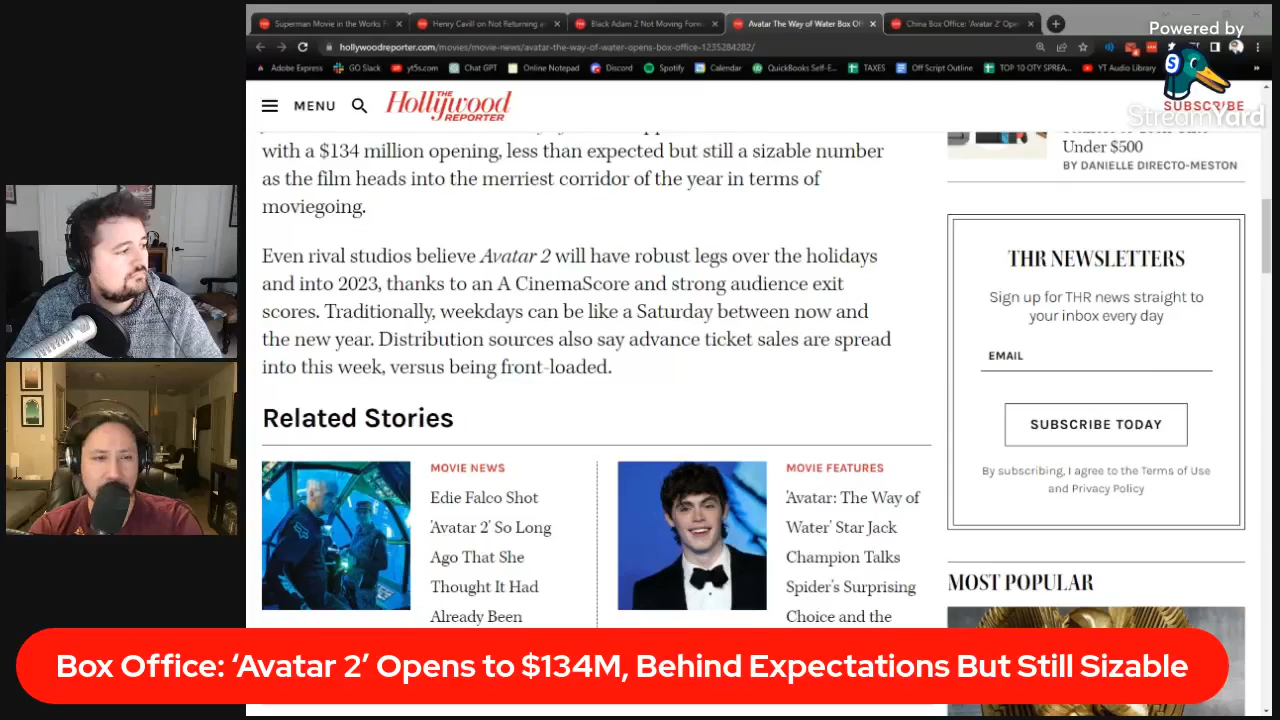 Superman Movie in the Works F
Henry Cavill on Not Returning a
Black Adam 2 Not Moving Forw
Avatar The Way of Water Box Of
China Box Office: 'Avatar 2' Ope
hollywoodreporter.com/movies/movie-news/avatar-the-way-of-water-opens-box-office-1235284282/
Adobe Express
GO Slack
yt5s.com
Chat GPT
Online Notepad
Discord
Spotify
Calendar
QuickBooks Self-E...
TAXES
Off Script Outline
TOP 10 OTY SPREA...
YT Audio Library
Powered by
StreamYard
MENU
THE
Hollywood
REPORTER
SUBSCRIBE
with a $134 million opening, less than expected but still a sizable number
as the film heads into the merriest corridor of the year in terms of
moviegoing.
Even rival studios believe Avatar 2 will have robust legs over the holidays
and into 2023, thanks to an A CinemaScore and strong audience exit
scores. Traditionally, weekdays can be like a Saturday between now and
the new year. Distribution sources also say advance ticket sales are spread
into this week, versus being front-loaded.
Related Stories
MOVIE NEWS
Edie Falco Shot
'Avatar 2' So Long
Ago That She
Thought It Had
Already Been
MOVIE FEATURES
'Avatar: The Way of
Water' Star Jack
Champion Talks
Spider's Surprising
Choice and the
Under $500
BY DANIELLE DIRECTO-MESTON
THR NEWSLETTERS
Sign up for THR news straight to
your inbox every day
EMAIL
SUBSCRIBE TODAY
By subscribing, I agree to the Terms of Use
and Privacy Policy
MOST POPULAR
Box Office: ‘Avatar 2’ Opens to $134M, Behind Expectations But Still Sizable